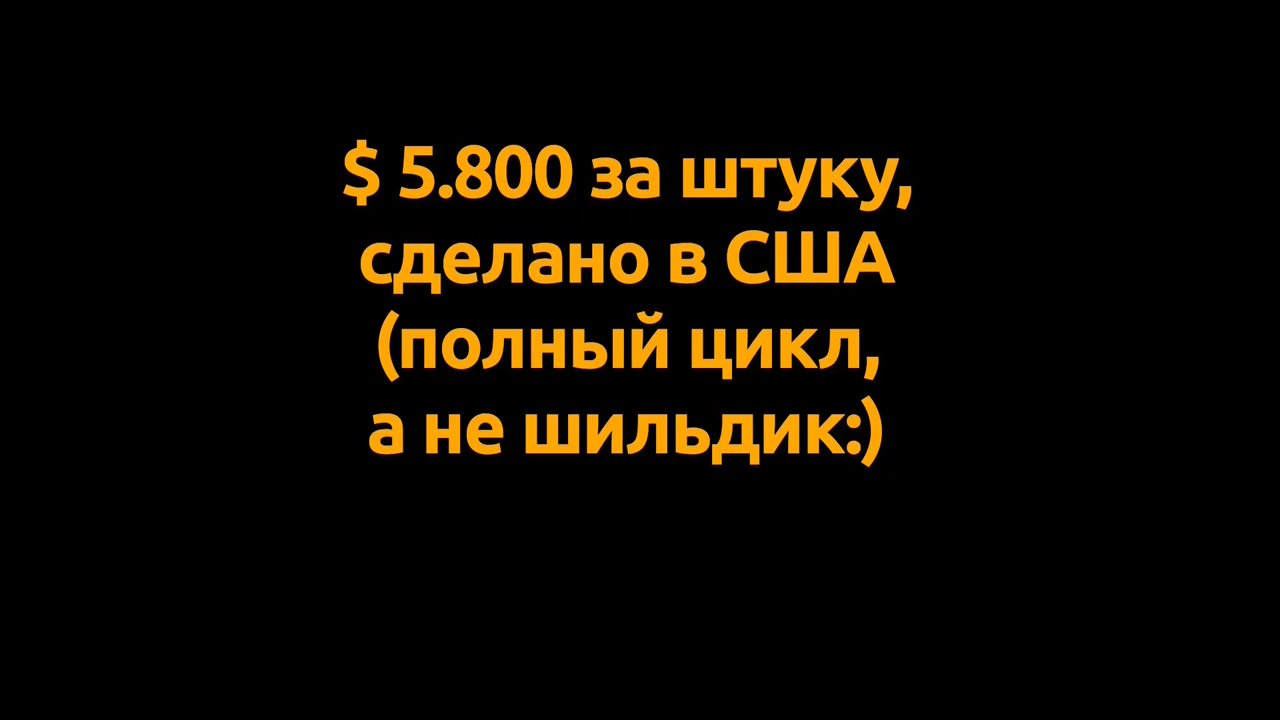 $ 5.800 за штуку,
сделано в США
(полный цикл,
а не шильдик:)